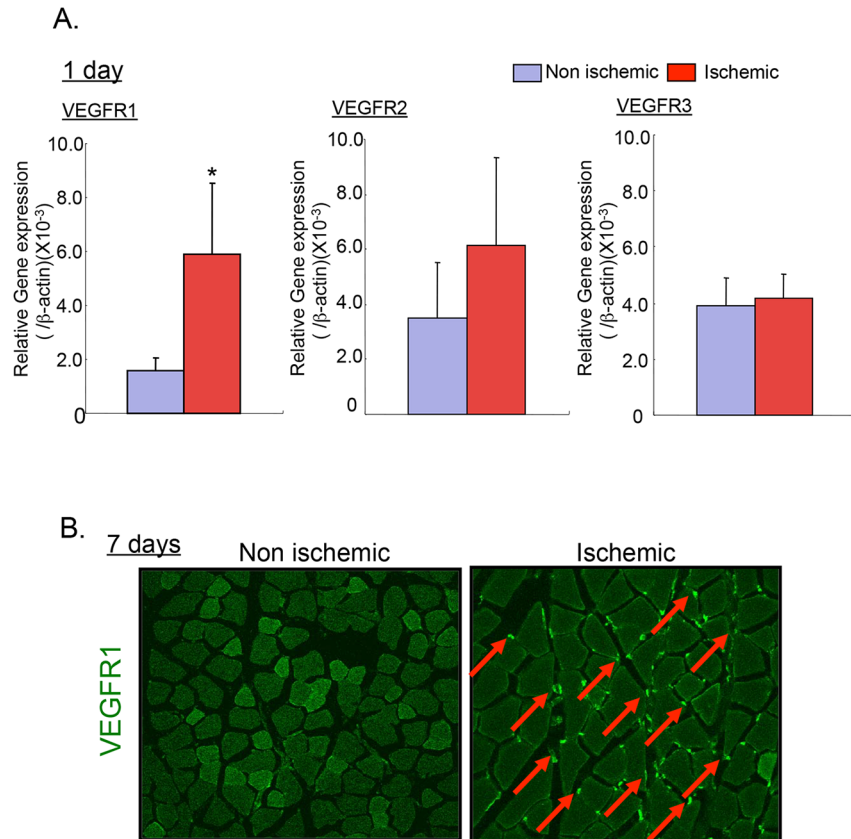 A.
1 day
Non ischemic
Ischemic
VEGFR1
Relative Gene expression
( /β-actin)(X10-3)
10.0
8.0
6.0
4.0
2.0
0
*
VEGFR2
Relative Gene expression
( /β-actin)(X10-3)
10.0
8.0
6.0
4.0
2.0
0
VEGFR3
Relative Gene expression
( /β-actin)(X10-3)
10.0
8.0
6.0
4.0
2.0
0
B.
7 days
Non ischemic
Ischemic
VEGFR1